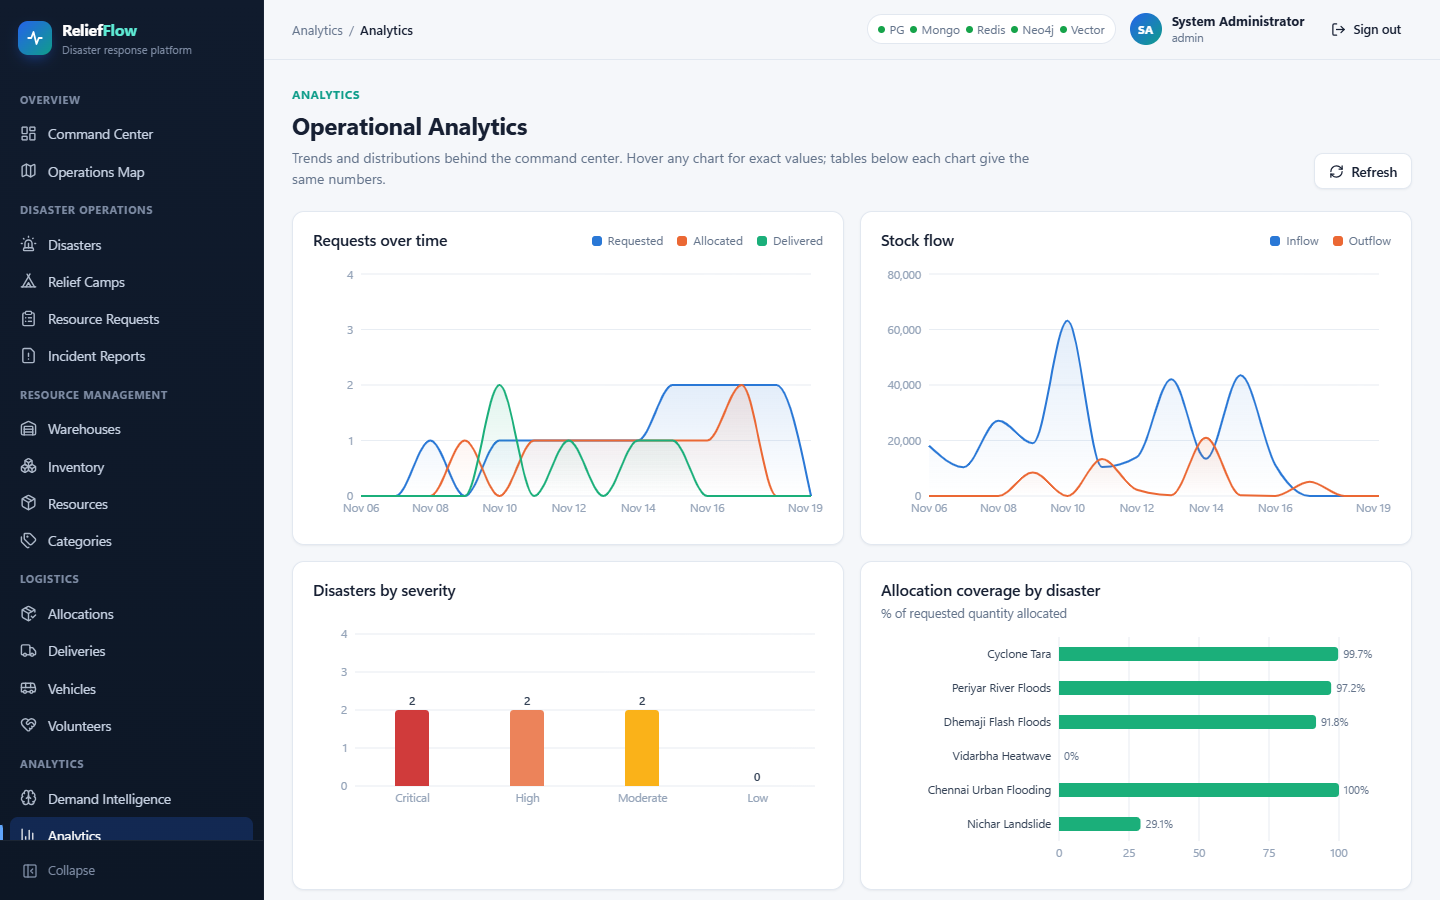 ReliefFlow
Disaster response platform
OVERVIEW
Command Center
Operations Map
DISASTER OPERATIONS
Disasters
Relief Camps
Resource Requests
Incident Reports
RESOURCE MANAGEMENT
Warehouses
Inventory
Resources
Categories
LOGISTICS
Allocations
Deliveries
Vehicles
Volunteers
ANALYTICS
Demand Intelligence
Analytics
Collapse
Analytics / Analytics
PG Mongo Redis Neo4j Vector
SA
System Administrator
admin
Sign out
ANALYTICS
Operational Analytics
Trends and distributions behind the command center. Hover any chart for exact values; tables below each chart give the
same numbers.
Refresh
Requests over time
Requested Allocated Delivered
4
3
2
1
0
Nov 06 Nov 08 Nov 10 Nov 12 Nov 14 Nov 16 Nov 19
Stock flow
Inflow Outflow
80,000
60,000
40,000
20,000
0
Nov 06 Nov 08 Nov 10 Nov 12 Nov 14 Nov 16 Nov 19
Disasters by severity
4
3
2
1
0
2 2 2 0
Critical High Moderate Low
Allocation coverage by disaster
% of requested quantity allocated
Cyclone Tara 99.7%
Periyar River Floods 97.2%
Dhemaji Flash Floods 91.8%
Vidarbha Heatwave 0%
Chennai Urban Flooding 100%
Nichar Landslide 29.1%
0 25 50 75 100